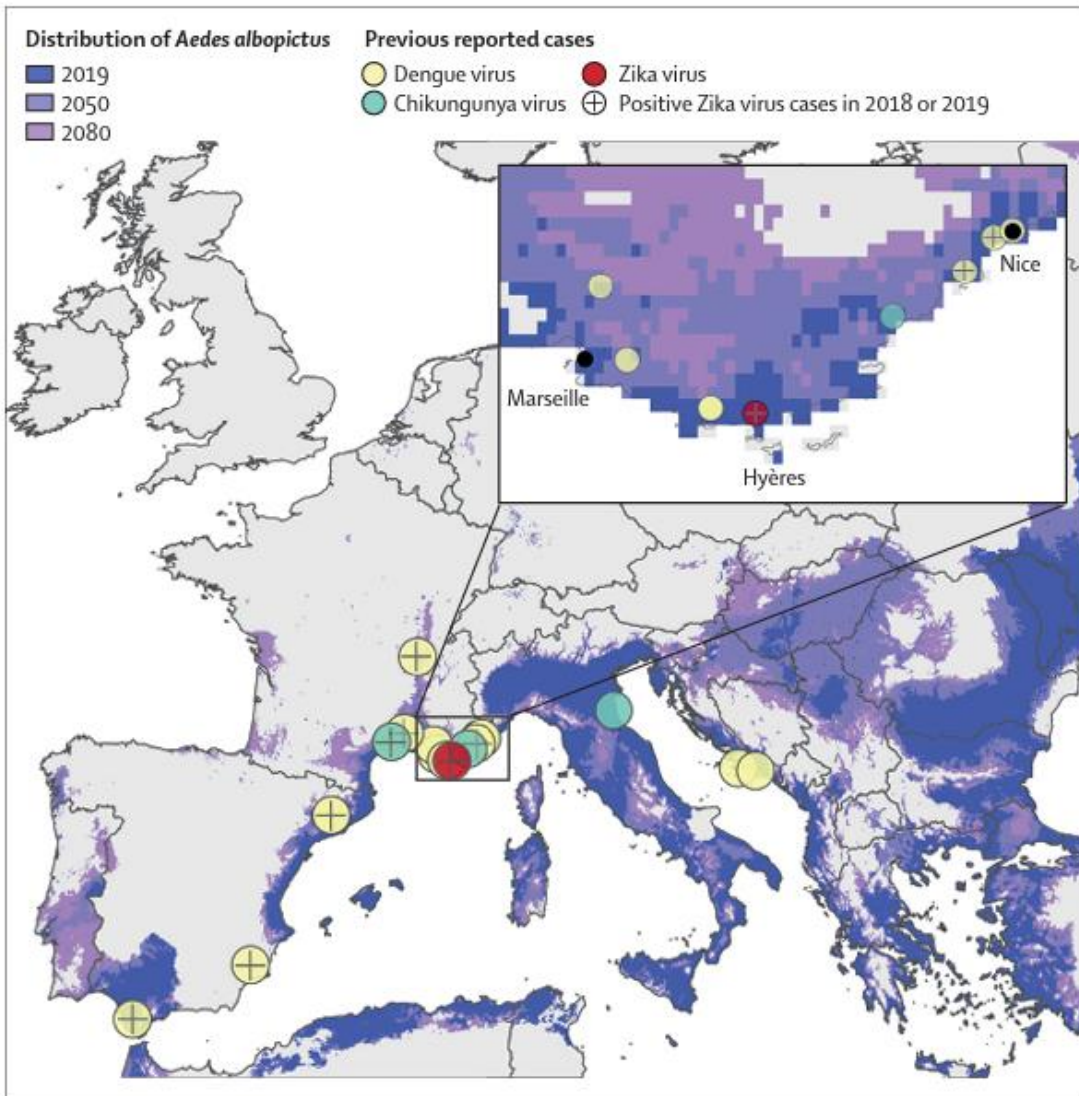 Distribution of Aedes albopictus
2019
2050
2080
Previous reported cases
Dengue virus
Zika virus
Chikungunya virus
Positive Zika virus cases in 2018 or 2019
Nice
Marseille
Hyères